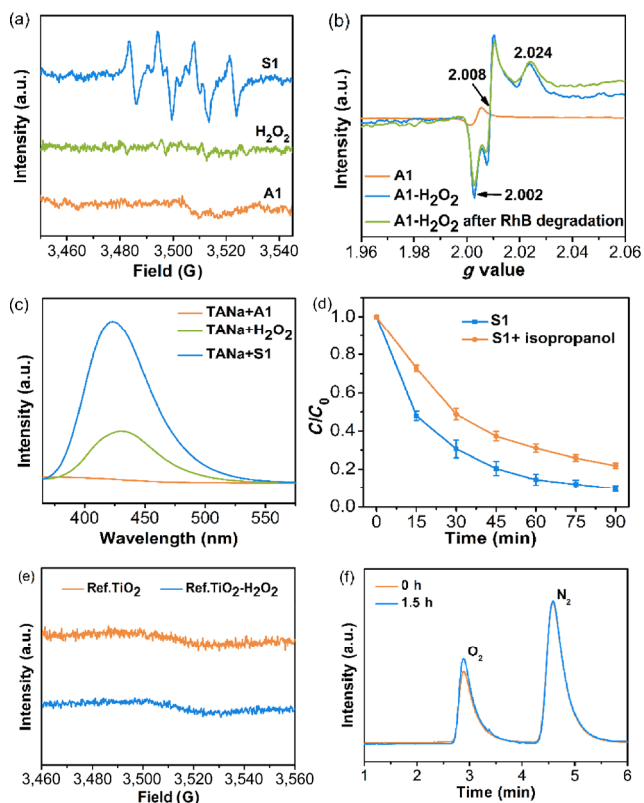 (a)
Intensity (a.u.)
S1
H₂O₂
A1
3,460 3,480 3,500 3,520 3,540
Field (G)
(b)
Intensity (a.u.)
2.024
2.008
2.002
A1
A1-H₂O₂
A1-H₂O₂ after RhB degradation
1.96 1.98 2.00 2.02 2.04 2.06
g value
(c)
Intensity (a.u.)
TANa+A1
TANa+H₂O₂
TANa+S1
400 450 500 550
Wavelength (nm)
(d)
C/C₀
1.0
0.8
0.6
0.4
0.2
0.0
S1
S1+ isopropanol
0 15 30 45 60 75 90
Time (min)
(e)
Intensity (a.u.)
Ref.TiO₂ Ref.TiO₂-H₂O₂
3,460 3,480 3,500 3,520 3,540 3,560
Field (G)
(f)
Intensity (a.u.)
0 h
1.5 h
N₂
O₂
1 2 3 4 5 6
Time (min)